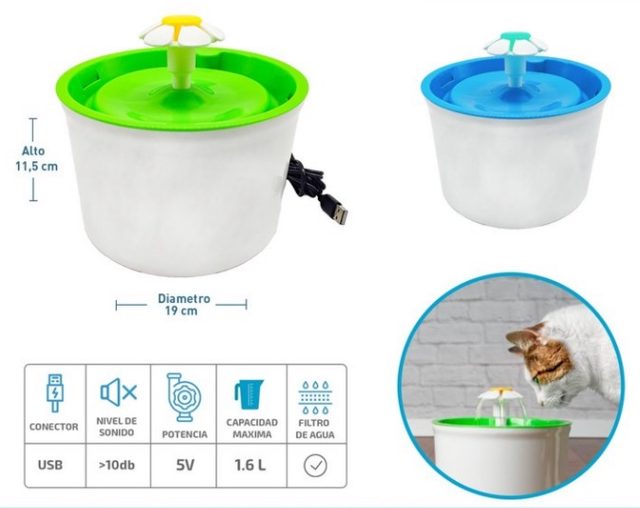 Alto
11,5 cm
Diametro
19 cm
CONECTOR
NIVEL DE
SONIDO
POTENCIA
CAPACIDAD
MAXIMA
FILTRO
DE AGUA
USB
>10db
5V
1.6 L